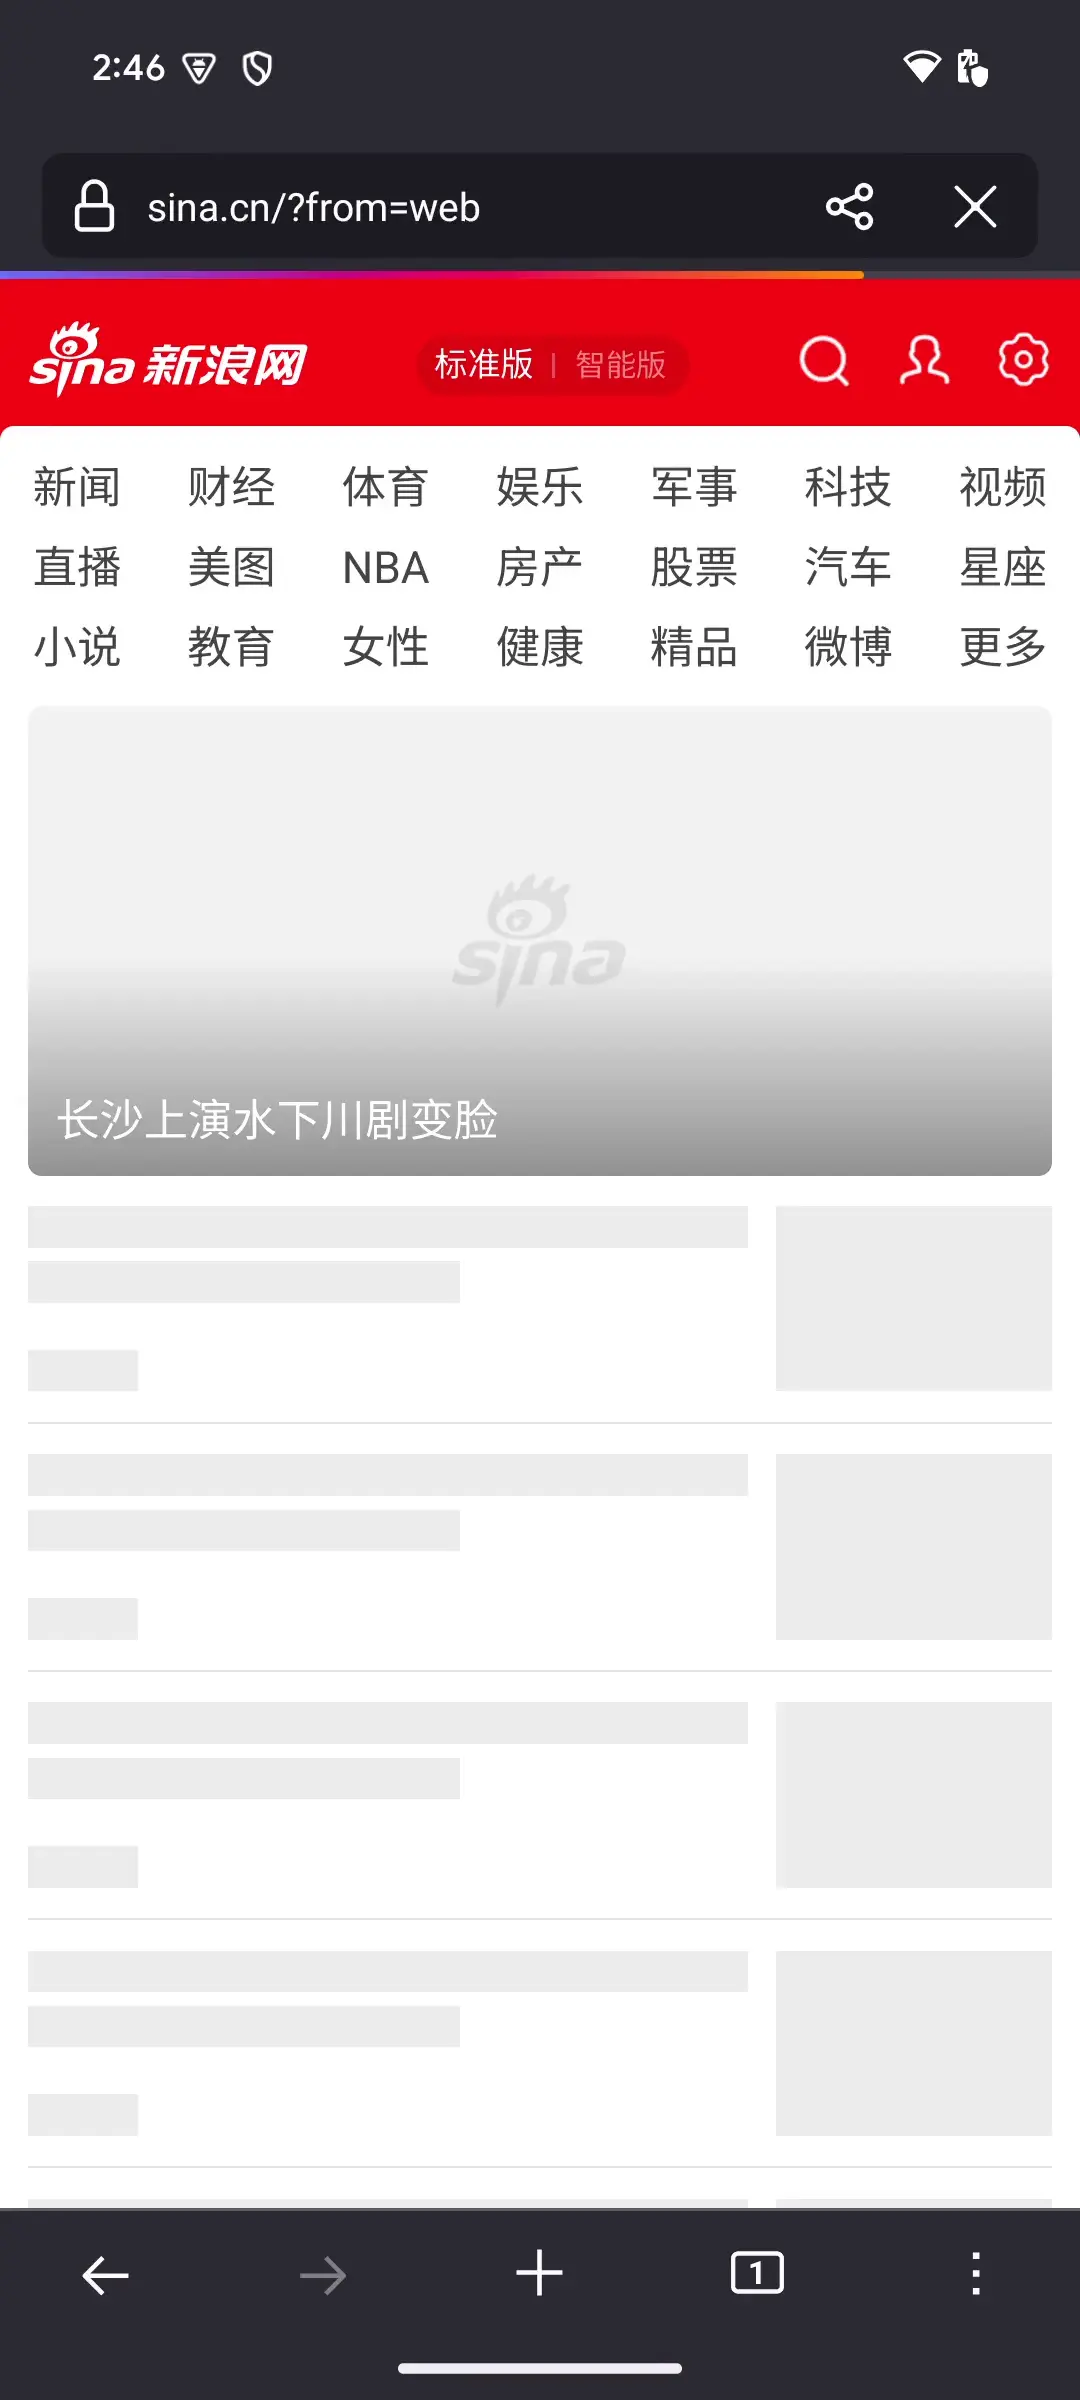 2:46
sina.cn/?from=web
sina 新浪网
标准版 | 智能版
新闻 财经 体育 娱乐 军事 科技 视频
直播 美图 NBA 房产 股票 汽车 星座
小说 教育 女性 健康 精品 微博 更多
sina
长沙上演水下川剧变脸
1